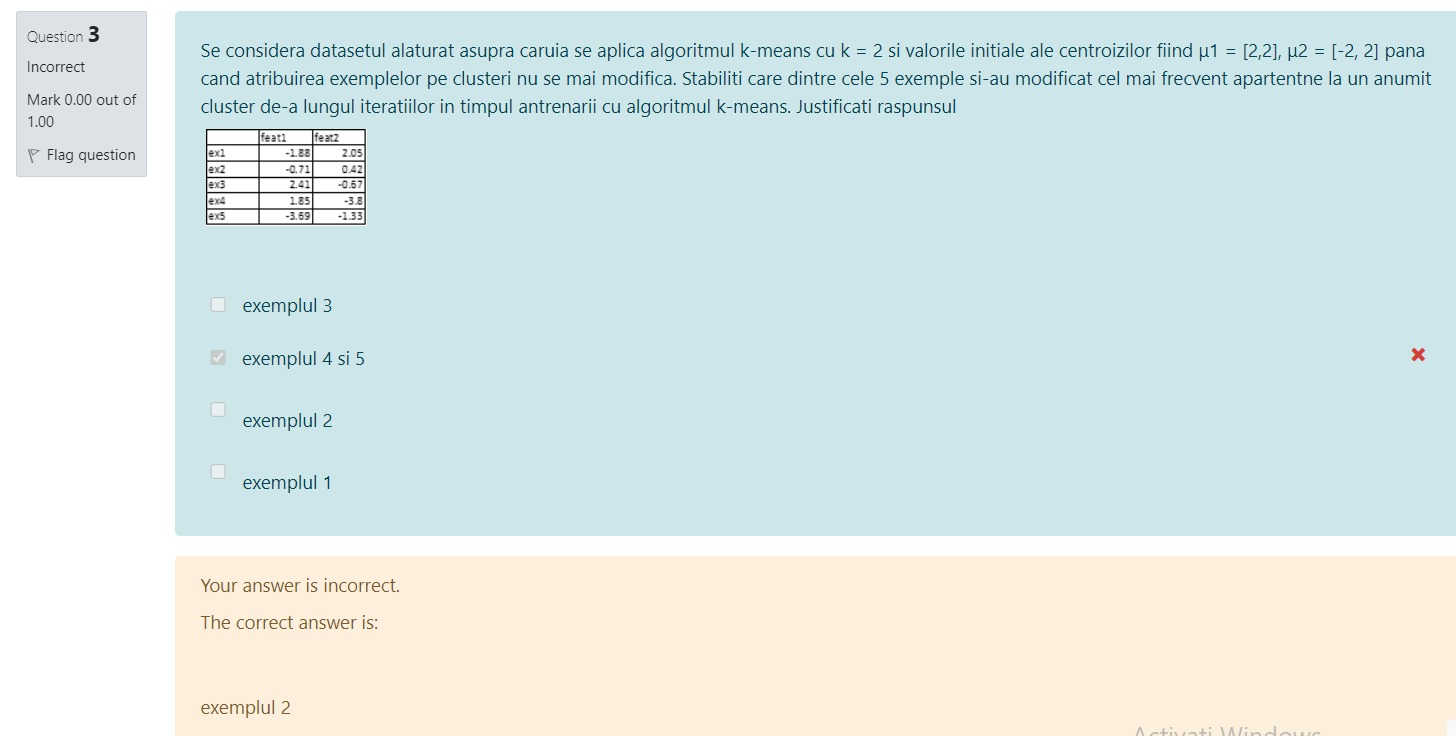 Question 3
Incorrect
Mark 0.00 out of
1.00
Flag question
Se considera datasetul alaturat asupra caruia se aplica algoritmul k-means cu k = 2 si valorile initiale ale centroizilor fiind µ1 = [2,2], µ2 = [-2, 2] pana
cand atribuirea exemplelor pe clusteri nu se mai modifica. Stabiliti care dintre cele 5 exemple si-au modificat cel mai frecvent apartentne la un anumit
cluster de-a lungul iteratiilor in timpul antrenarii cu algoritmul k-means. Justificati raspunsul
feat1 feat2
ex1 -1.88 2.05
ex2 -0.71 0.42
ex3 2.41 -0.67
ex4 1.85 -3.8
ex5 -3.69 -1.33
exemplul 3
exemplul 4 si 5
exemplul 2
exemplul 1
Your answer is incorrect.
The correct answer is:
exemplul 2
Activați Windows